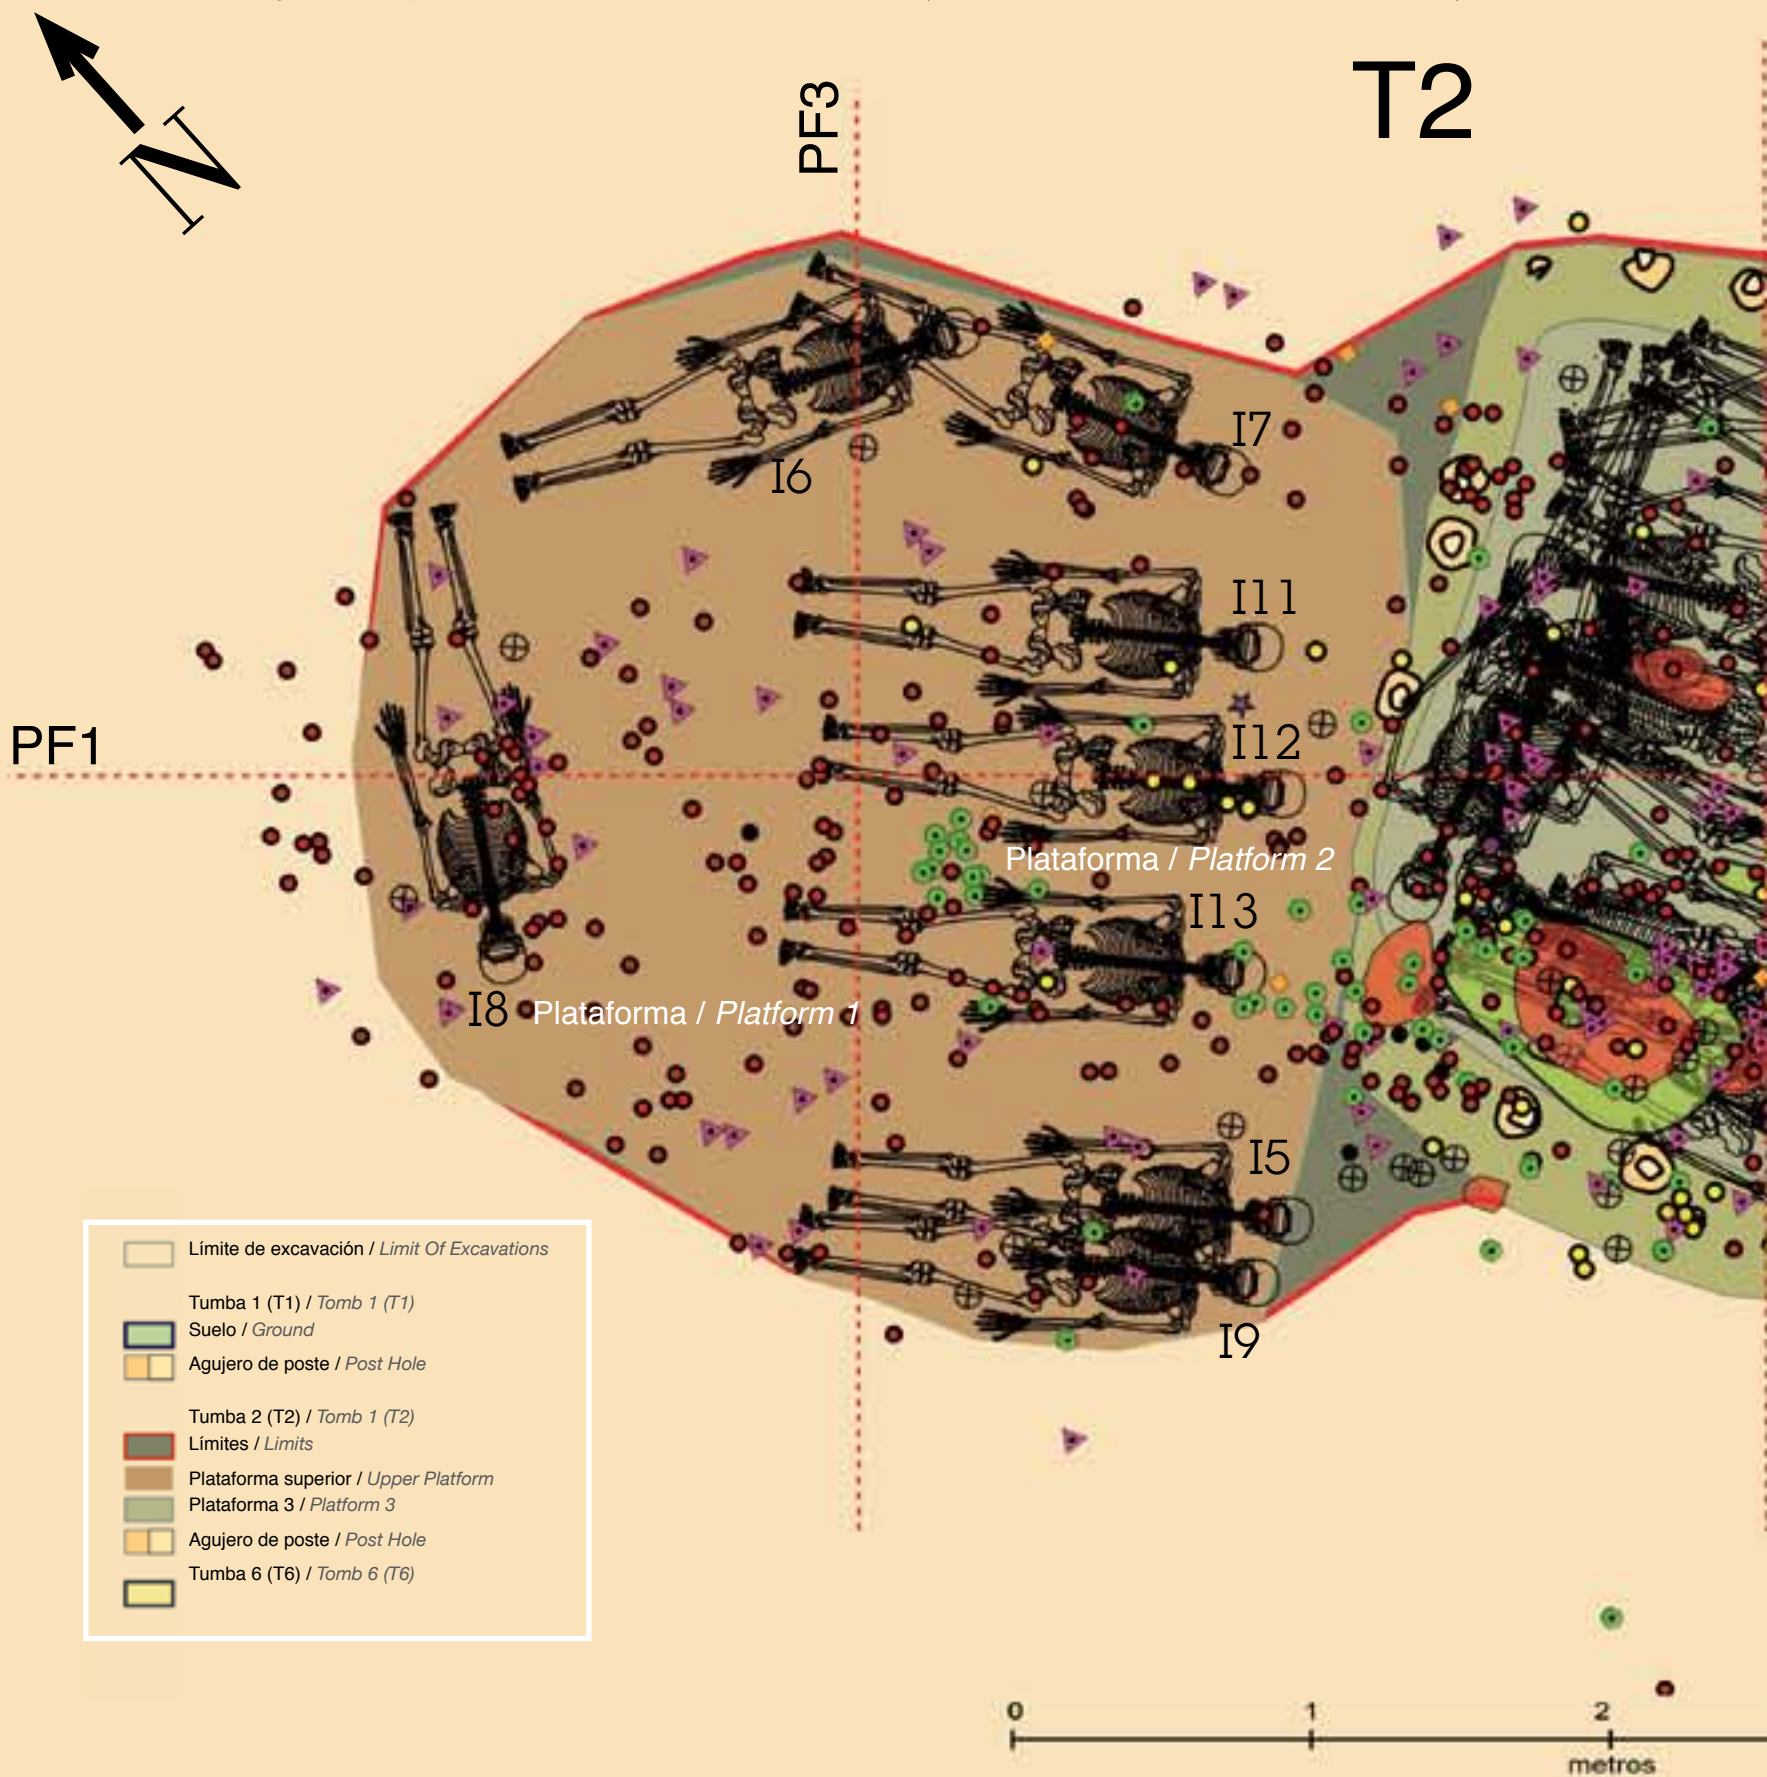 N
PF3
T2
I7
I6
I11
PF1
I12
Plataforma / Platform 2
I13
I8
Plataforma / Platform 1
I5
I9
Límite de excavación / Limit Of Excavations
Tumba 1 (T1) / Tomb 1 (T1)
Suelo / Ground
Agujero de poste / Post Hole
Tumba 2 (T2) / Tomb 1 (T2)
Límites / Limits
Plataforma superior / Upper Platform
Plataforma 3 / Platform 3
Agujero de poste / Post Hole
Tumba 6 (T6) / Tomb 6 (T6)
0 1 2
metros